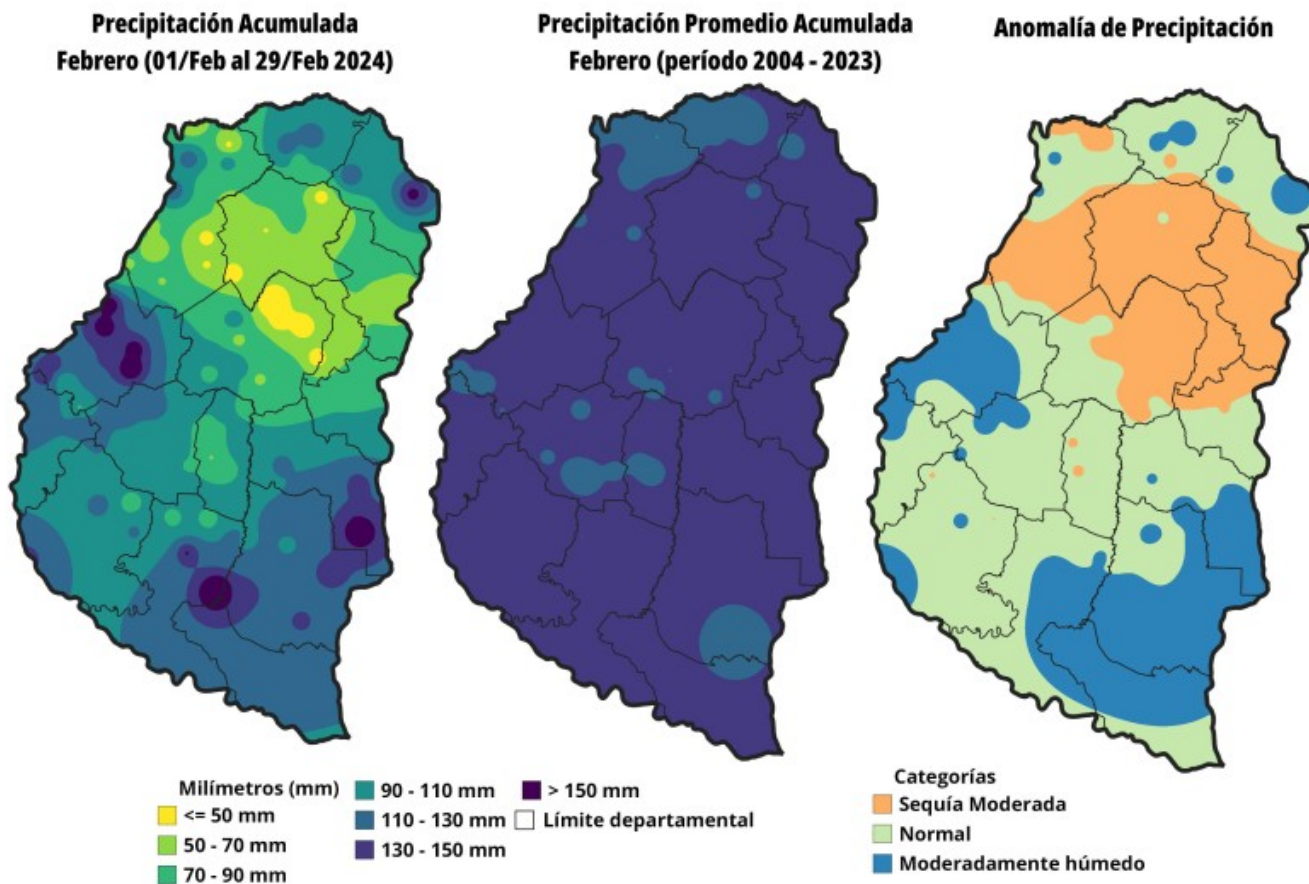 Precipitación Acumulada
Febrero (01/Feb al 29/Feb 2024)
Precipitación Promedio Acumulada
Febrero (período 2004 - 2023)
Anomalía de Precipitación
Milímetros (mm)
<= 50 mm
50 - 70 mm
70 - 90 mm
90 - 110 mm
110 - 130 mm
130 - 150 mm
> 150 mm
Límite departamental
Categorías
Sequía Moderada
Normal
Moderadamente húmedo